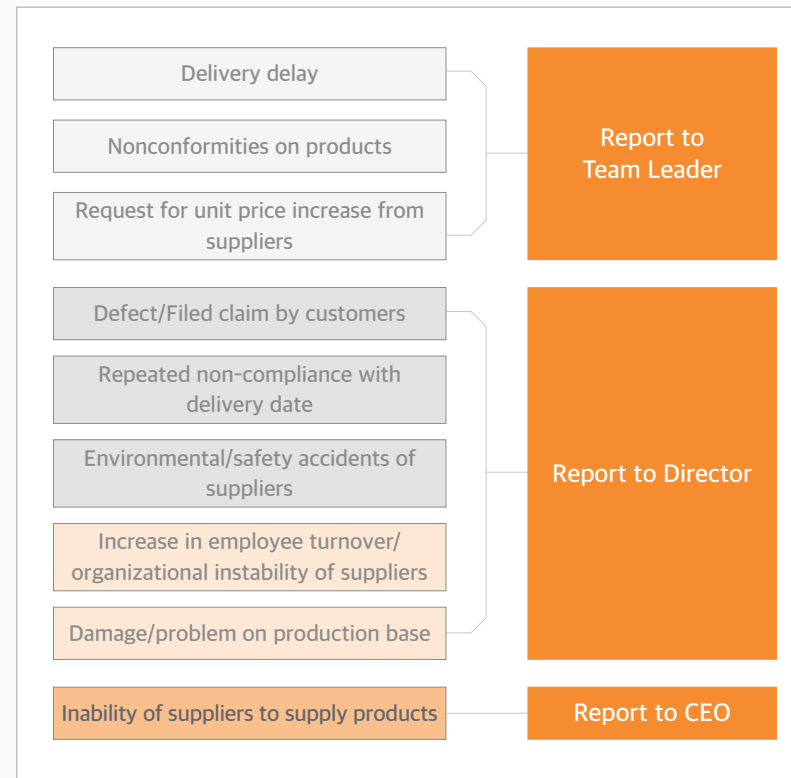 Delivery delay
Nonconformities on products
Request for unit price increase from
suppliers
Report to
Team Leader
Defect/Filed claim by customers
Repeated non-compliance with
delivery date
Environmental/safety accidents of
suppliers
Increase in employee turnover/
organizational instability of suppliers
Damage/problem on production base
Report to Director
Inability of suppliers to supply products
Report to CEO